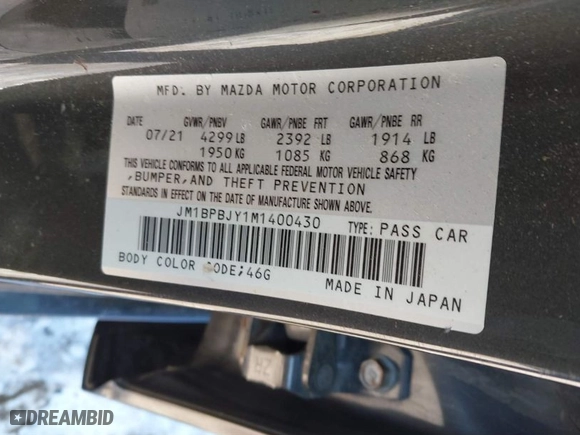 MFD. BY MAZDA MOTOR CORPORATION
DATE GVWR/PNBV GAWR/PNBE FRT GAWR/PNBE RR
07/21 4299 LB 2392 LB 1914 LB
1950 KG 1085 KG 868 KG
THIS VEHICLE CONFORMS TO ALL APPLICABLE FEDERAL MOTOR VEHICLE SAFETY
,BUMPER,AND THEFT PREVENTION
STANDARDS IN EFFECT ON THE DATE OF MANUFACTURE SHOWN ABOVE.
JM1BPBJY1M1400430 TYPE: PASS CAR
BODY COLOR CODE;46G MADE IN JAPAN
DREAMBID